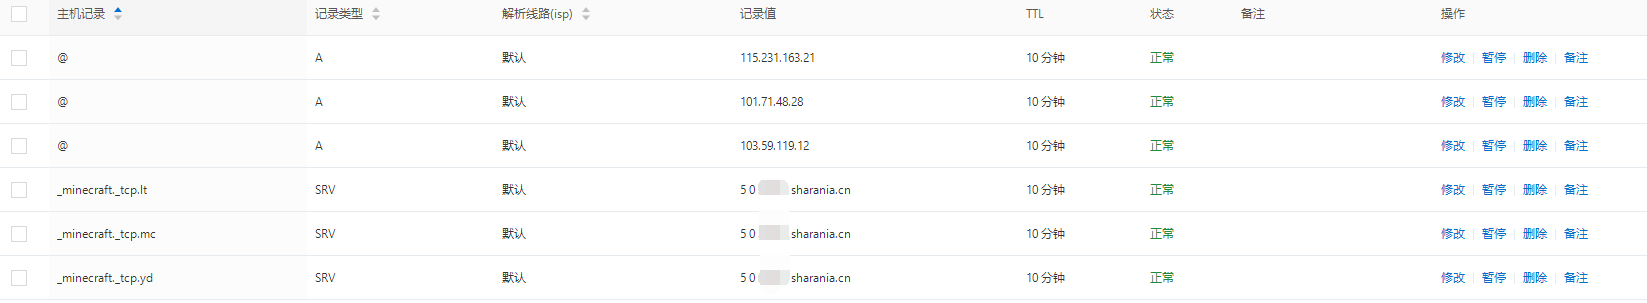 主机记录 记录类型 解析线路(isp) 记录值 TTL 状态 备注 操作
@ A 默认 115.231.163.21 10 分钟 正常 修改 暂停 删除 备注
@ A 默认 101.71.48.28 10 分钟 正常 修改 暂停 删除 备注
@ A 默认 103.59.119.12 10 分钟 正常 修改 暂停 删除 备注
_minecraft._tcp.lt SRV 默认 5 0 sharania.cn 10 分钟 正常 修改 暂停 删除 备注
_minecraft._tcp.mc SRV 默认 5 0 sharania.cn 10 分钟 正常 修改 暂停 删除 备注
_minecraft._tcp.yd SRV 默认 5 0 sharania.cn 10 分钟 正常 修改 暂停 删除 备注